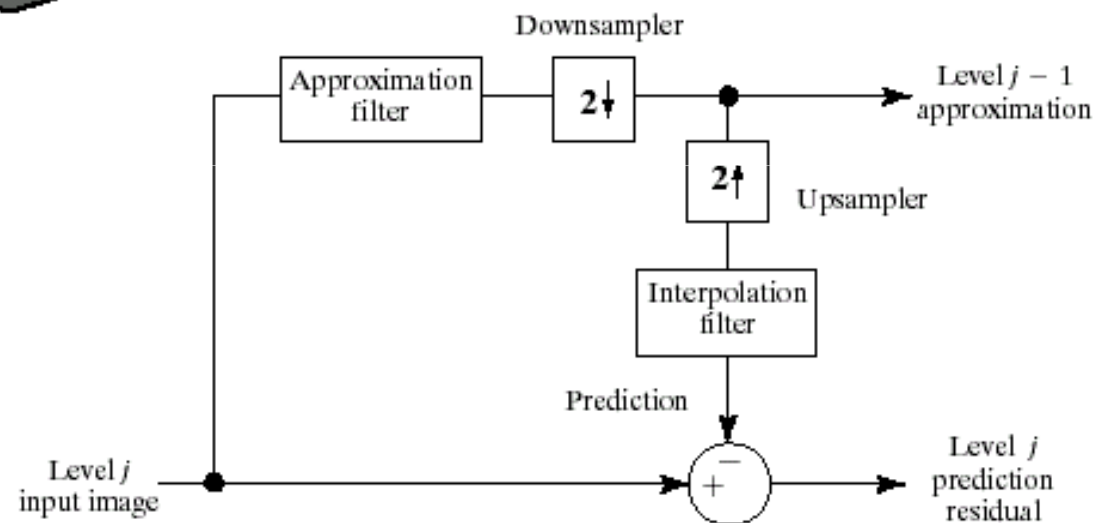 Downsampler
Approximation
filter
2↓
Level j − 1
approximation
2↑
Upsampler
Interpolation
filter
Prediction
Level j
input image
−
+
Level j
prediction
residual